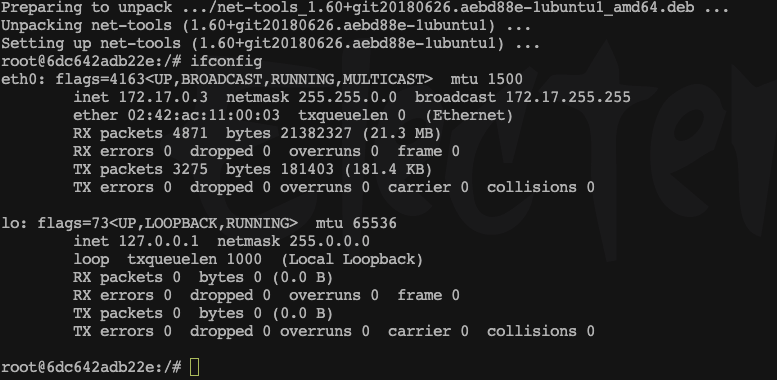 Preparing to unpack .../net-tools_1.60+git20180626.aebd88e-1ubuntu1_amd64.deb ...
Unpacking net-tools (1.60+git20180626.aebd88e-1ubuntu1) ...
Setting up net-tools (1.60+git20180626.aebd88e-1ubuntu1) ...
root@6dc642adb22e:/# ifconfig
eth0: flags=4163<UP,BROADCAST,RUNNING,MULTICAST>  mtu 1500
        inet 172.17.0.3  netmask 255.255.0.0  broadcast 172.17.255.255
        ether 02:42:ac:11:00:03  txqueuelen 0  (Ethernet)
        RX packets 4871  bytes 21382327 (21.3 MB)
        RX errors 0  dropped 0  overruns 0  frame 0
        TX packets 3275  bytes 181403 (181.4 KB)
        TX errors 0  dropped 0 overruns 0  carrier 0  collisions 0

lo: flags=73<UP,LOOPBACK,RUNNING>  mtu 65536
        inet 127.0.0.1  netmask 255.0.0.0
        loop  txqueuelen 1000  (Local Loopback)
        RX packets 0  bytes 0 (0.0 B)
        RX errors 0  dropped 0  overruns 0  frame 0
        TX packets 0  bytes 0 (0.0 B)
        TX errors 0  dropped 0 overruns 0  carrier 0  collisions 0

root@6dc642adb22e:/#